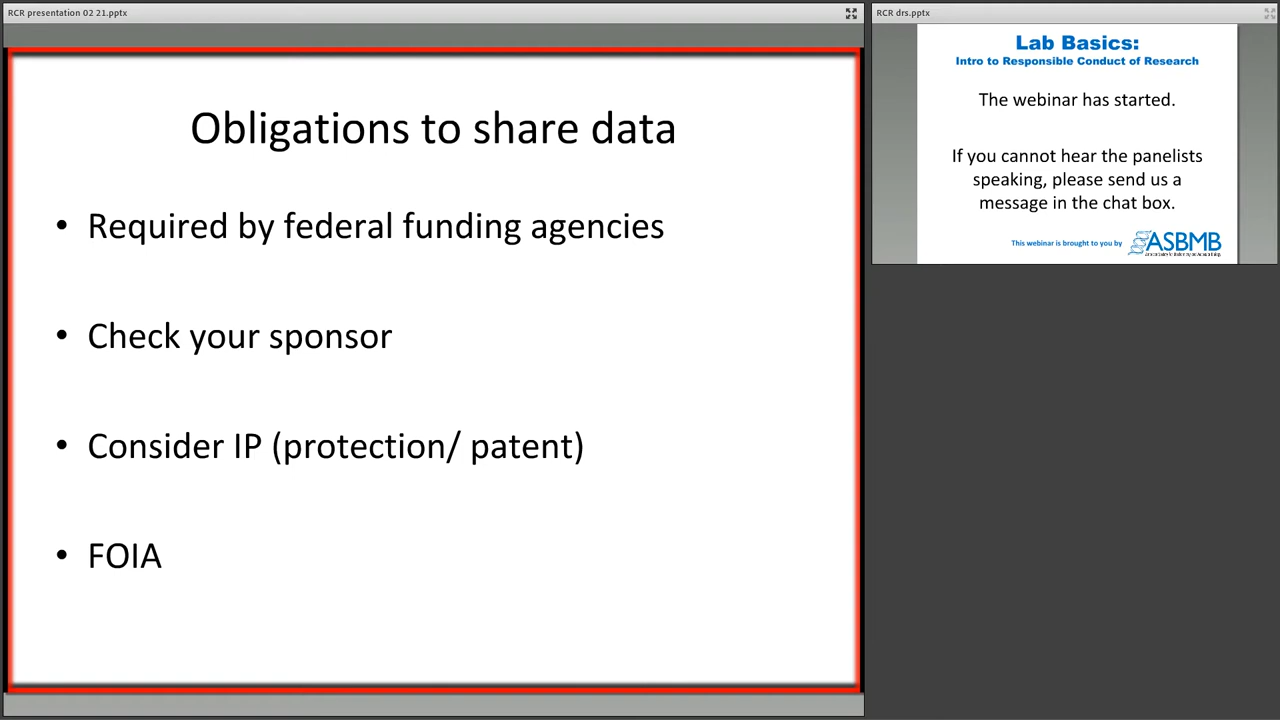 RCR presentation 02 21.pptx
Obligations to share data
• Required by federal funding agencies
• Check your sponsor
• Consider IP (protection/ patent)
• FOIA
RCR drs.pptx
Lab Basics:
Intro to Responsible Conduct of Research
The webinar has started.
If you cannot hear the panelists
speaking, please send us a
message in the chat box.
This webinar is brought to you by
ASBMB